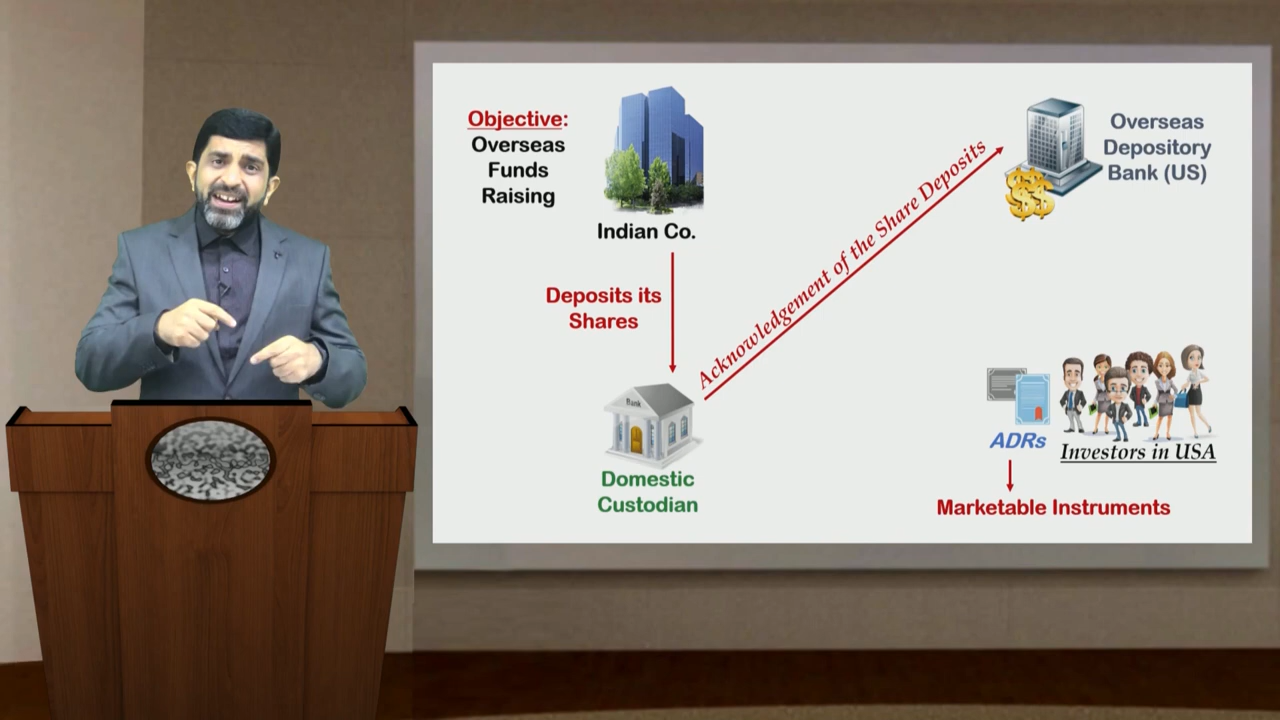 Objective:
Overseas
Funds
Raising
Indian Co.
Deposits its
Shares
Bank
Domestic
Custodian
Acknowledgement of the Share Deposits
Overseas
Depository
Bank (US)
$$
ADRs
Investors in USA
Marketable Instruments